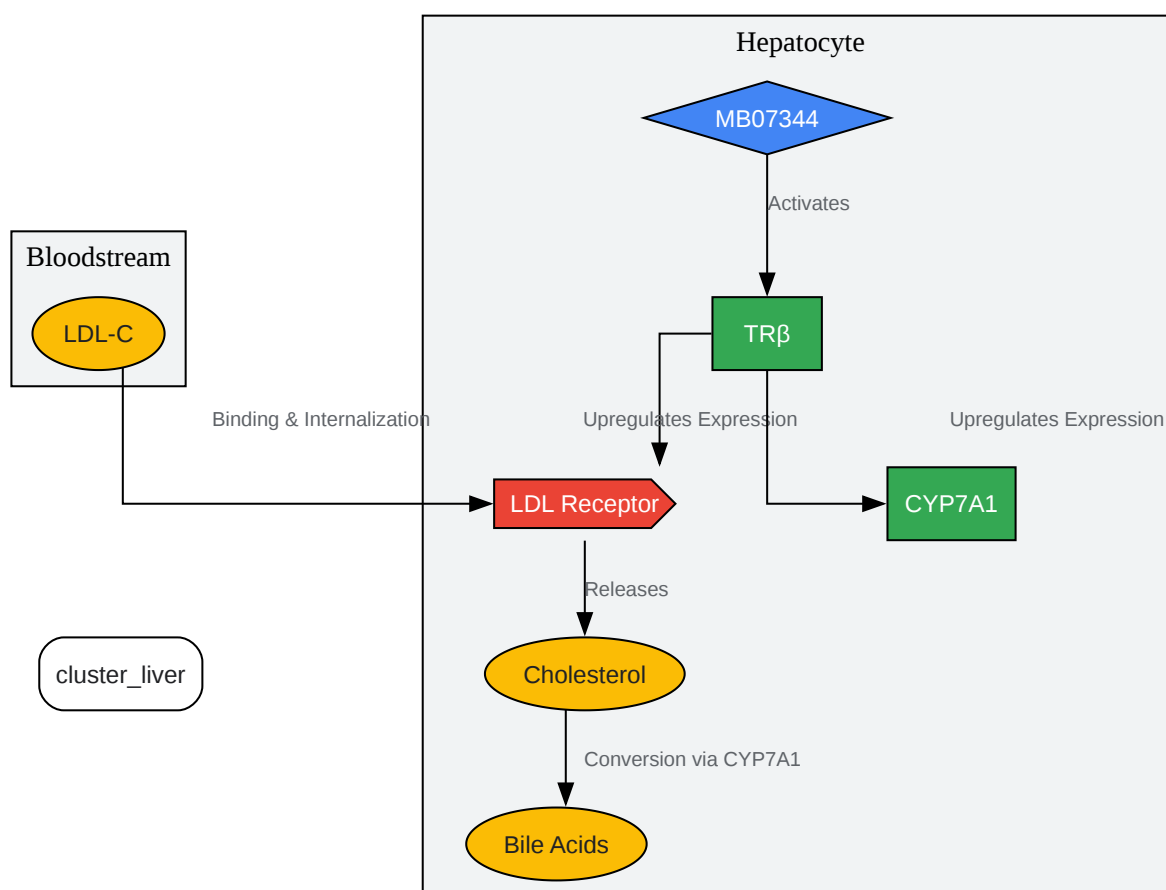 Hepatocyte
MB07344
Activates
Bloodstream
LDL-C
TRβ
Binding & Internalization
Upregulates Expression
Upregulates Expression
LDL Receptor
CYP7A1
Releases
cluster_liver
Cholesterol
Conversion via CYP7A1
Bile Acids